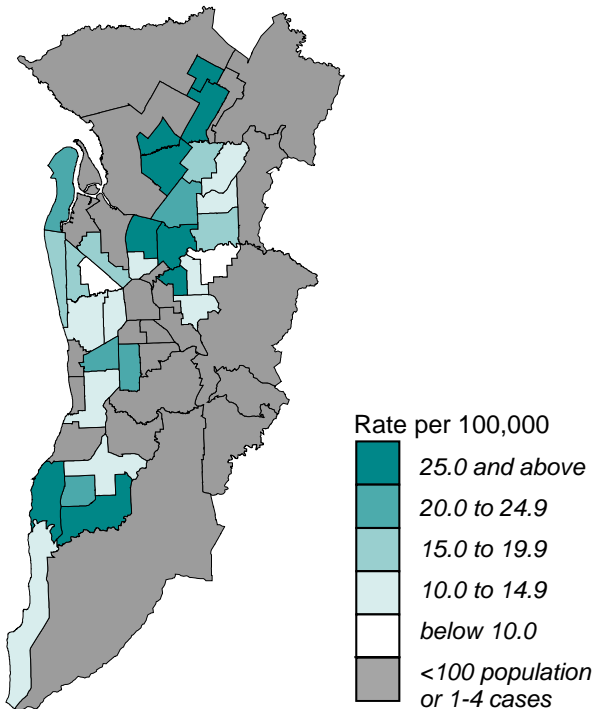 Rate per 100,000
25.0 and above
20.0 to 24.9
15.0 to 19.9
10.0 to 14.9
below 10.0
<100 population
or 1-4 cases